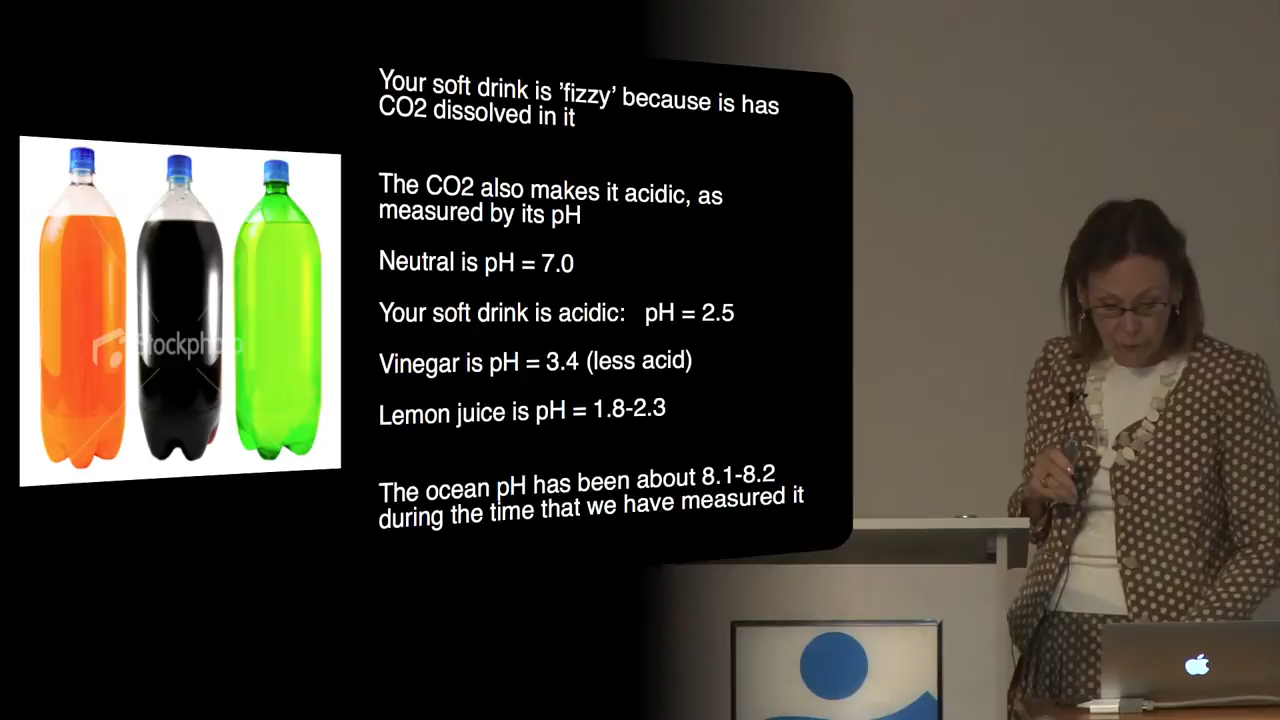 Your soft drink is 'fizzy' because is has
CO2 dissolved in it
The CO2 also makes it acidic, as
measured by its pH
Neutral is pH = 7.0
Your soft drink is acidic: pH = 2.5
Vinegar is pH = 3.4 (less acid)
Lemon juice is pH = 1.8-2.3
The ocean pH has been about 8.1-8.2
during the time that we have measured it
iStockphoto